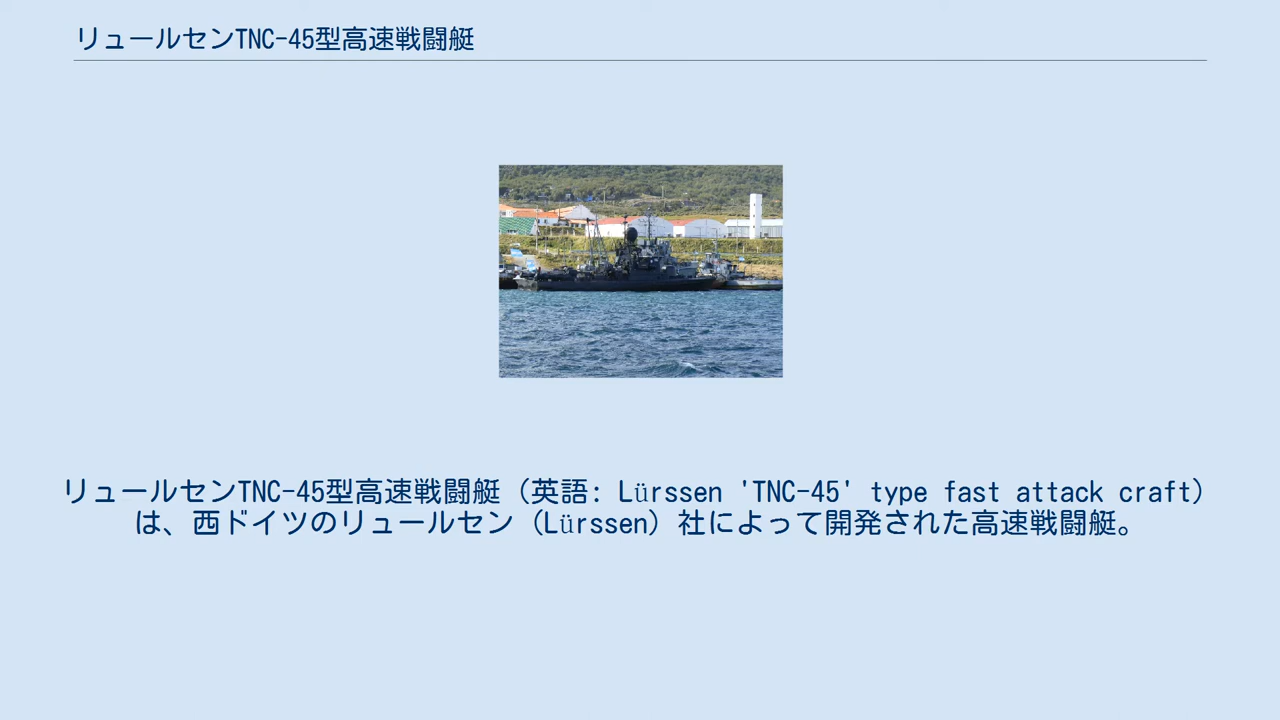 リュールセンTNC-45型高速戦闘艇
リュールセンTNC-45型高速戦闘艇（英語: Lürssen 'TNC-45' type fast attack craft）
は、西ドイツのリュールセン（Lürssen）社によって開発された高速戦闘艇。